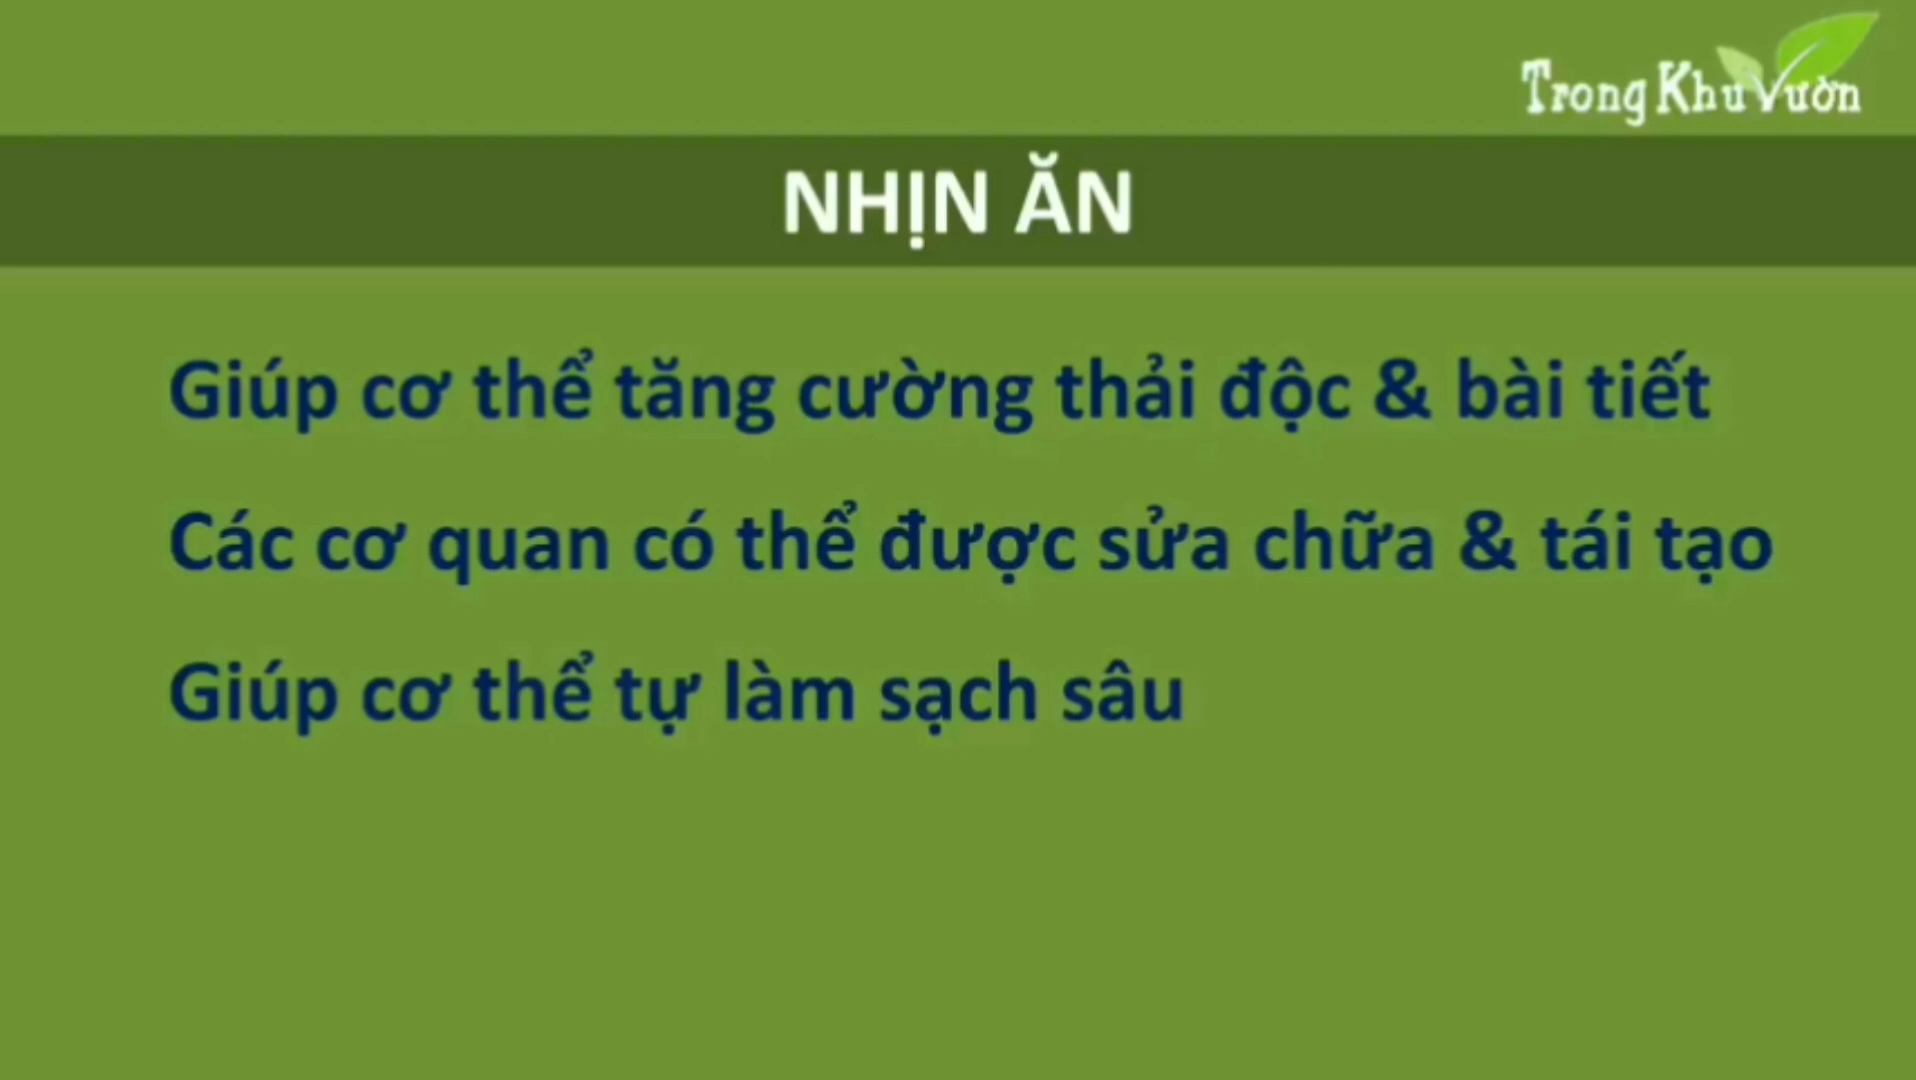 Trong Khu Vườn
NHỊN ĂN
Giúp cơ thể tăng cường thải độc & bài tiết
Các cơ quan có thể được sửa chữa & tái tạo
Giúp cơ thể tự làm sạch sâu